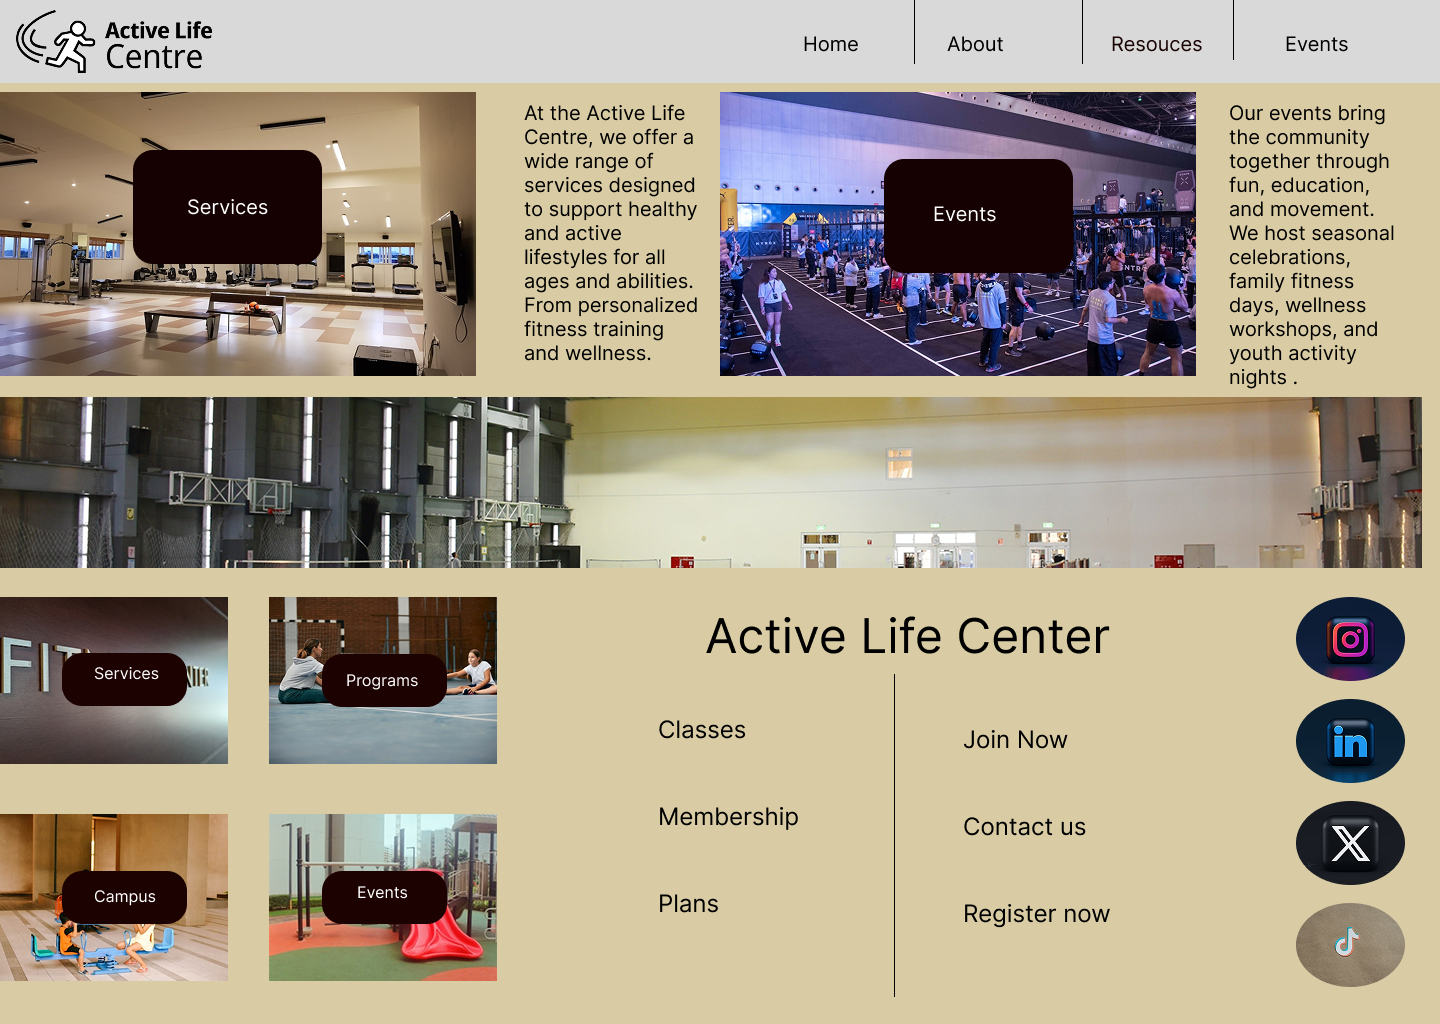 Active Life
Centre
Home
About
Resouces
Events
Services
At the Active Life
Centre, we offer a
wide range of
services designed
to support healthy
and active
lifestyles for all
ages and abilities.
From personalized
fitness training
and wellness.
Events
Our events bring
the community
together through
fun, education,
and movement.
We host seasonal
celebrations,
family fitness
days, wellness
workshops, and
youth activity
nights .
FIT
Services
Programs
Campus
Events
Active Life Center
Classes
Membership
Plans
Join Now
Contact us
Register now
in